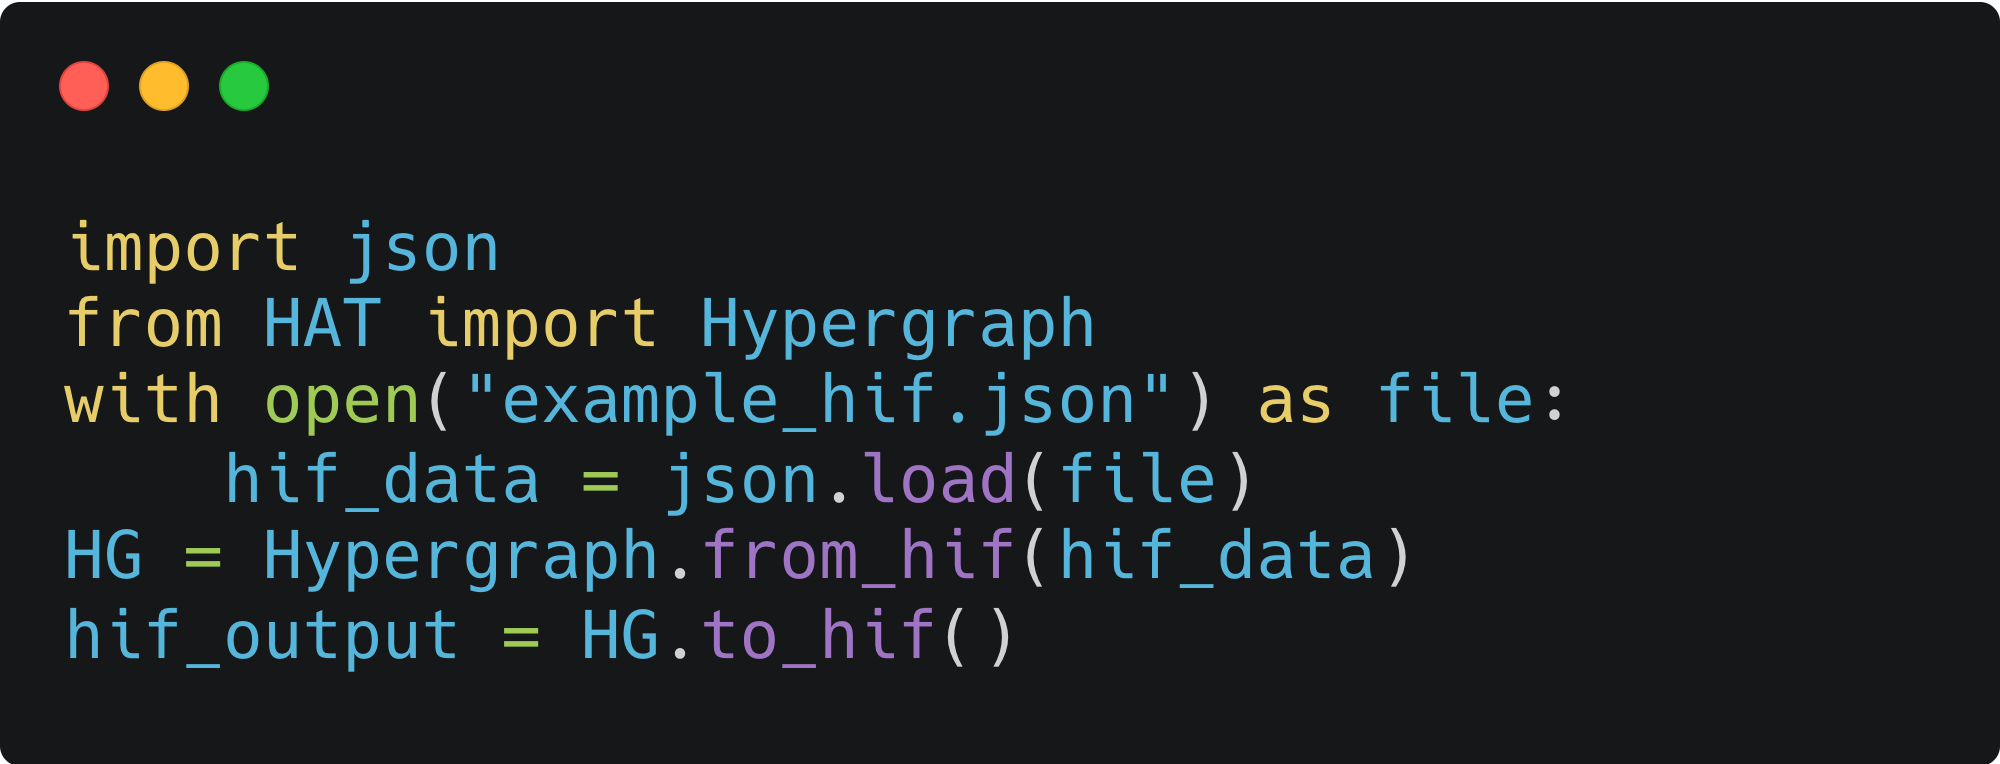 import json
from HAT import Hypergraph
with open("example_hif.json") as file:
    hif_data = json.load(file)
HG = Hypergraph.from_hif(hif_data)
hif_output = HG.to_hif()